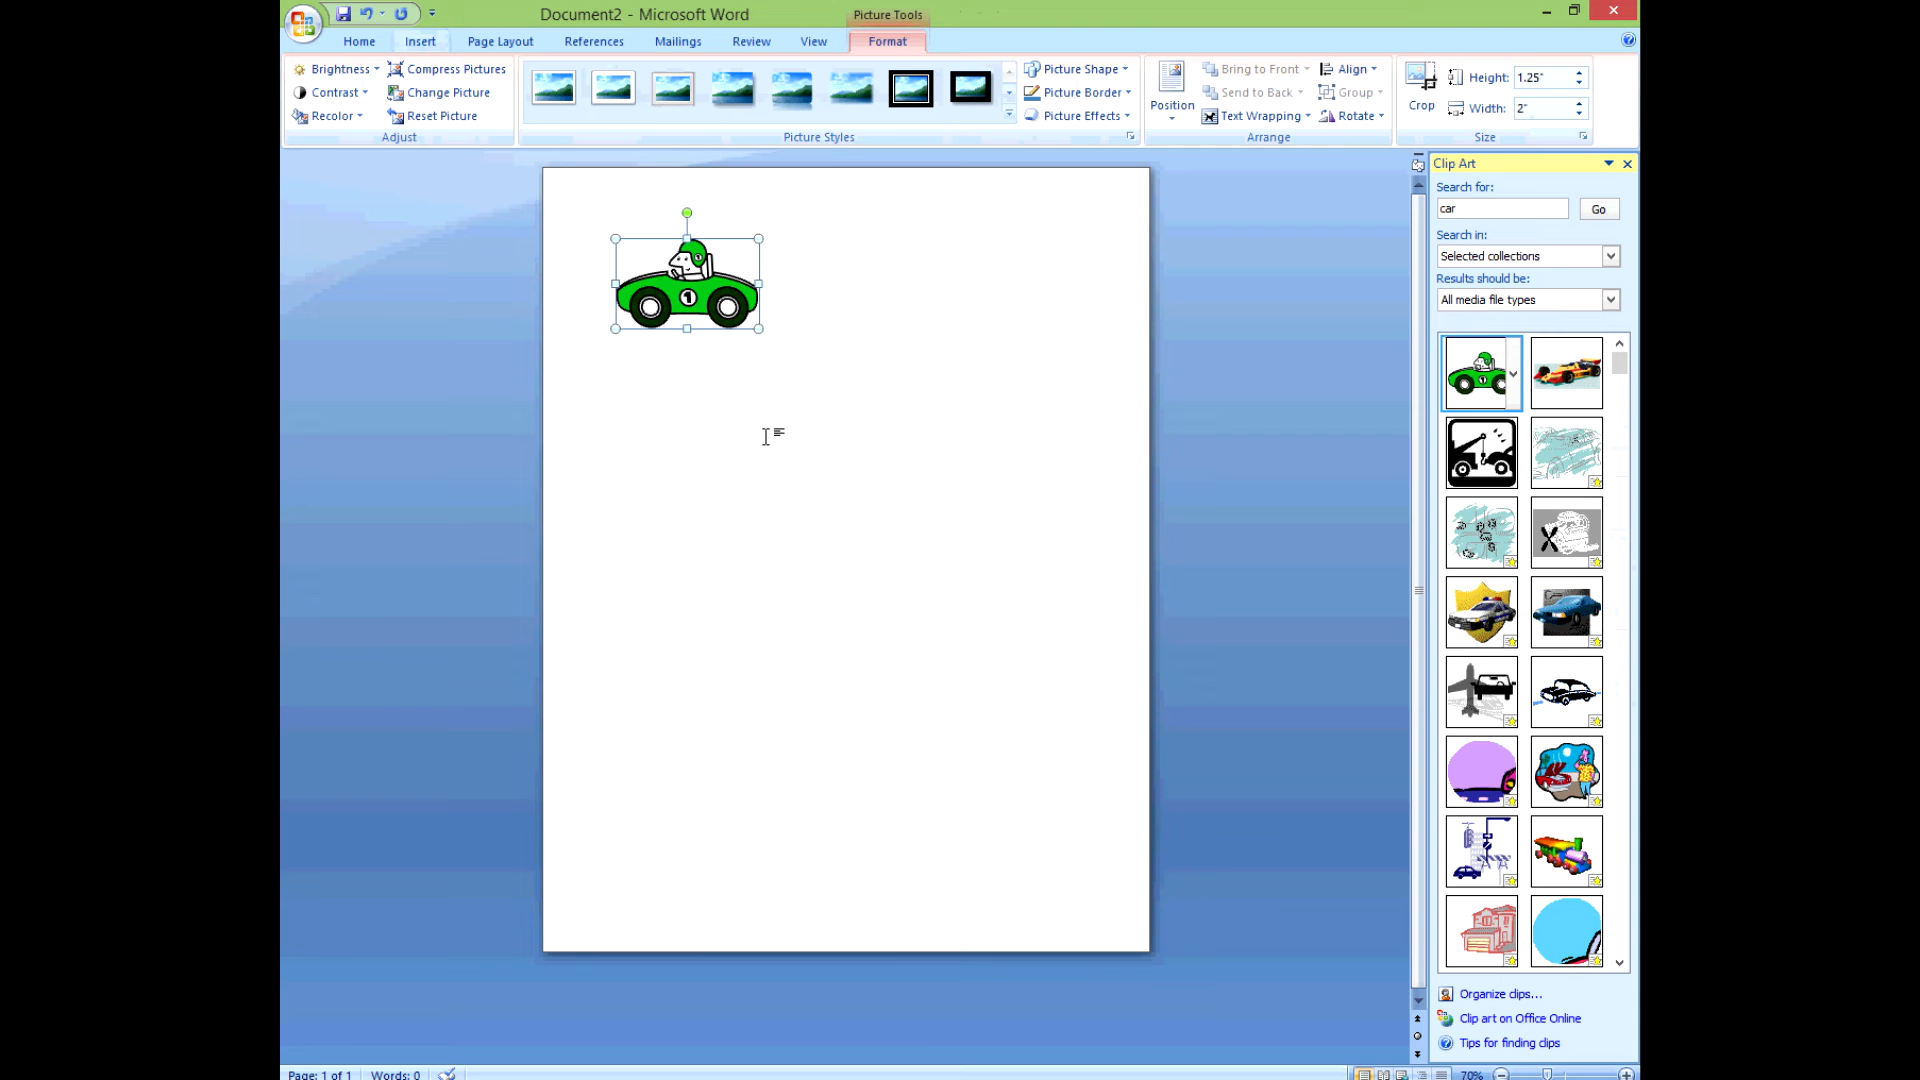 Document2 - Microsoft Word
Picture Tools
Home Insert Page Layout References Mailings Review View Format
Brightness Compress Pictures Picture Shape Bring to Front Align Height: 1.25"
Contrast Change Picture Picture Border Position Send to Back Group Crop Width: 2"
Recolor Reset Picture Picture Effects Text Wrapping Rotate
Adjust Picture Styles Arrange Size
Clip Art
Search for:
car Go
Search in:
Selected collections
Results should be:
All media file types
1
1
1
Organize clips...
Clip art on Office Online
Tips for finding clips
Page: 1 of 1 Words: 0 70%